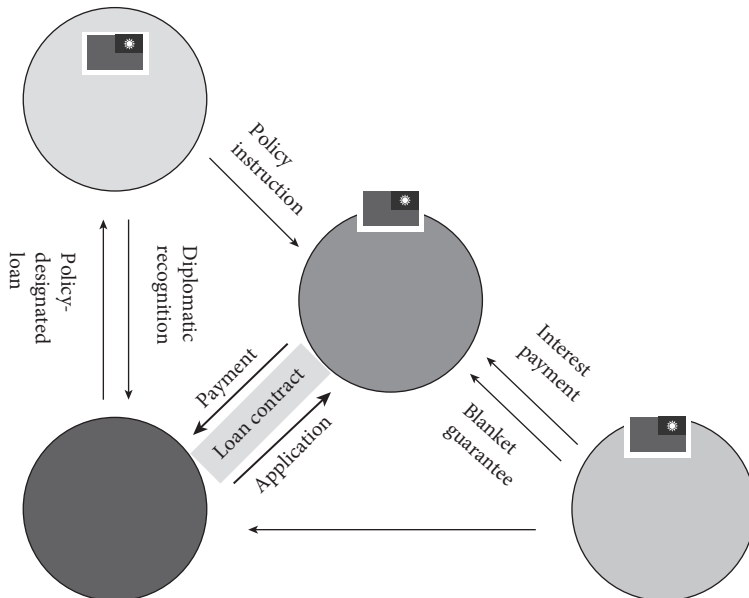 Policy
instruction
Policy-
designated
loan
Diplomatic
recognition
Payment
Loan contract
Application
Interest
payment
Blanket
guarantee